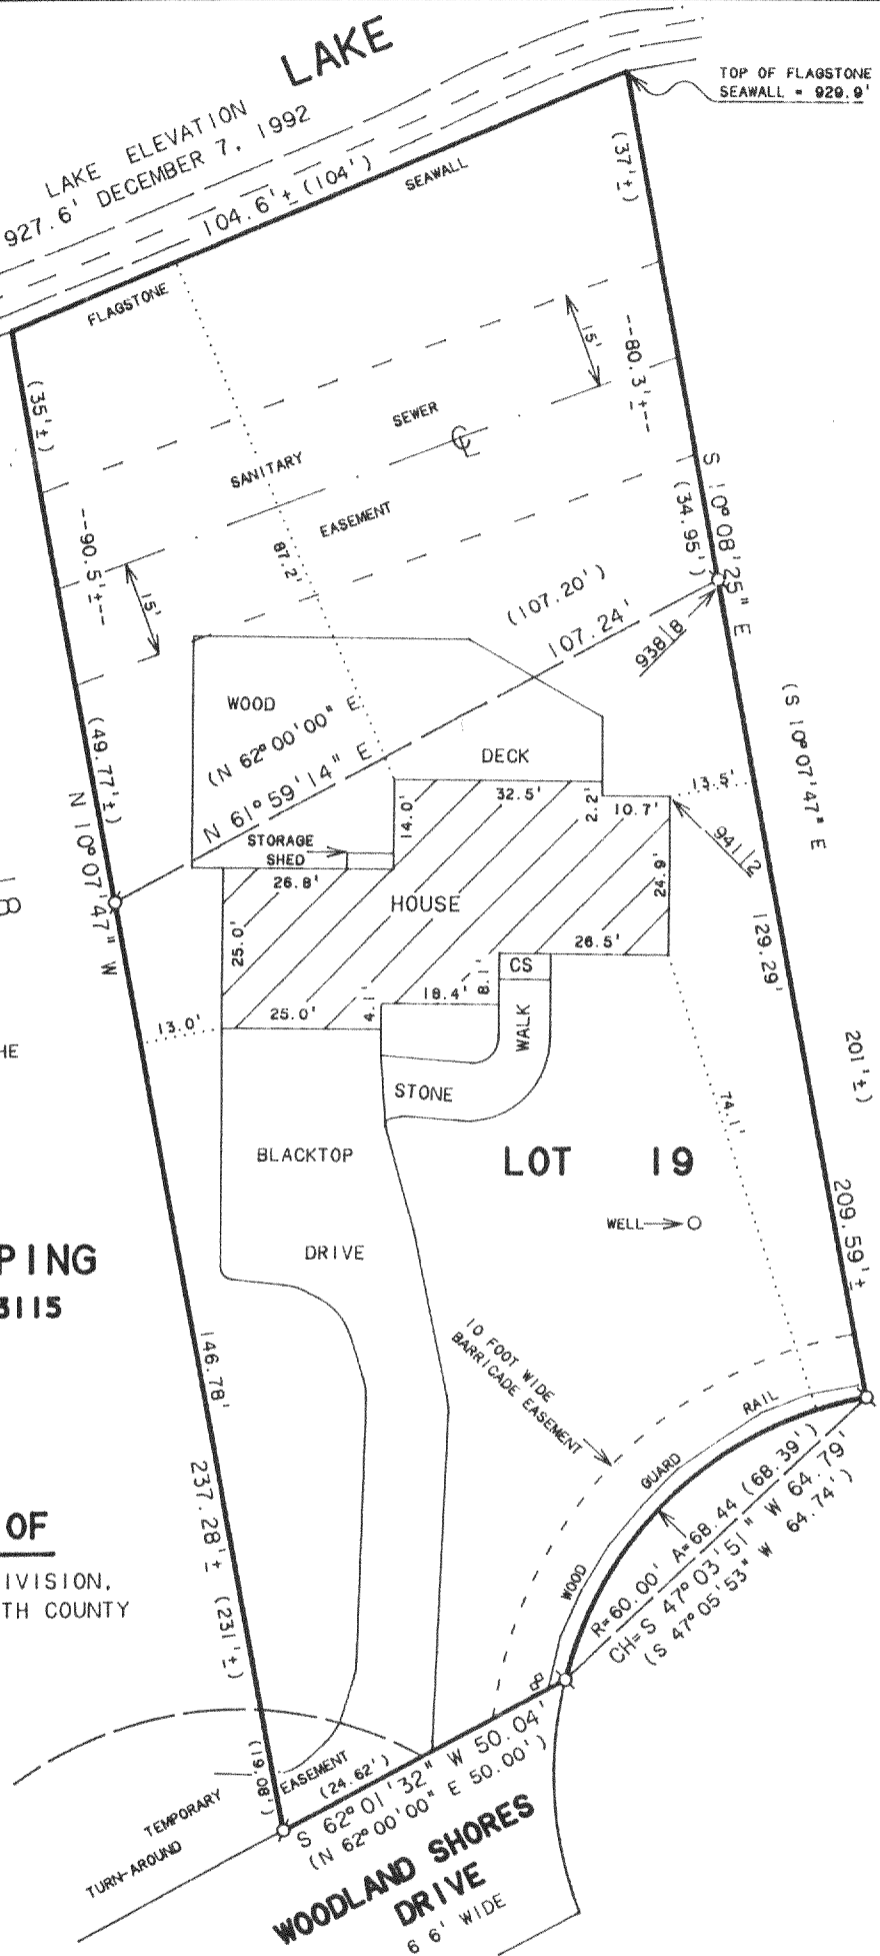 LAKE
TOP OF FLAGSTONE
SEAWALL = 929.9'
LAKE ELEVATION
927.6' DECEMBER 7, 1992
104.6'± (104')
SEAWALL
FLAGSTONE
(37'±)
(35'±)
15'
--80.3'±---
SEWER
SANITARY
℄
EASEMENT
87.2'
--90.5'±---
15'
S 10°08'25" E
(34.95')
(107.20')
107.24'
938|8
WOOD
DECK
(N 62°00'00" E
N 61°59'14" E
(49.77'±)
N 10°07'47" W
(S 10°07'47" E
STORAGE
SHED
14.0'
32.5'
2.2'
10.7'
13.5'
941|2
26.8'
HOUSE
24.9'
25.0'
26.5'
CS
8.1'
18.4'
4.1'
25.0'
13.0'
129.29'
18
HE
WALK
STONE
201'±)
74.1'
BLACKTOP
LOT 19
WELL
DRIVE
209.59'±
PING
3115
10 FOOT WIDE
BARRICADE EASEMENT
146.78'
RAIL
GUARD
WOOD
R=60.00' A=68.44 (68.39')
CH=S 47°03'51" W 64.79'
(S 47°05'53" W 64.74')
237.28'± (231'±)
OF
IVISION,
TH COUNTY
(19.08')
EASEMENT
(24.62')
TEMPORARY
TURN-AROUND
S 62°01'32" W 50.04'
(N 62°00'00" E 50.00')
WOODLAND SHORES
DRIVE
66' WIDE